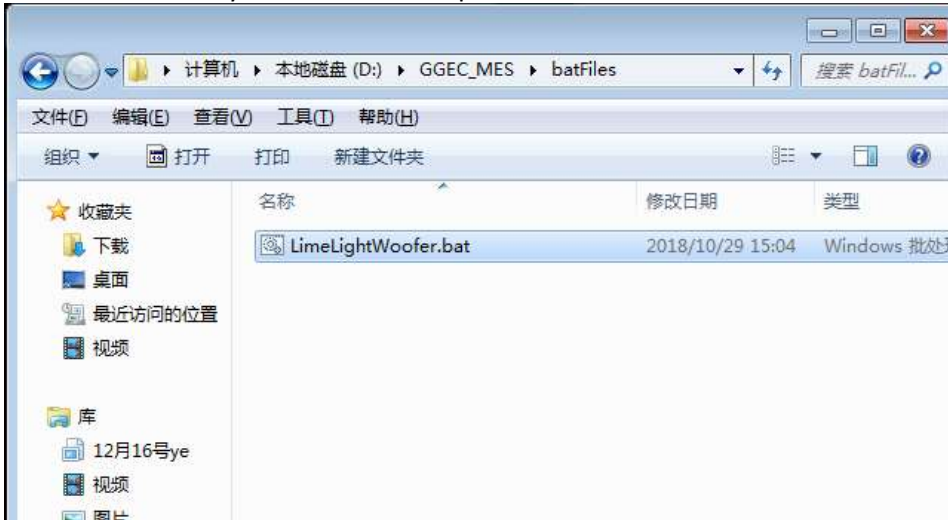 计算机 ▸ 本地磁盘 (D:) ▸ GGEC_MES ▸ batFiles
搜索 batFil...
文件(F) 编辑(E) 查看(V) 工具(T) 帮助(H)
组织 打开 打印 新建文件夹
名称 修改日期 类型
收藏夹
下载
桌面
最近访问的位置
视频
库
12月16号ye
视频
图片
LimeLightWoofer.bat 2018/10/29 15:04 Windows 批处